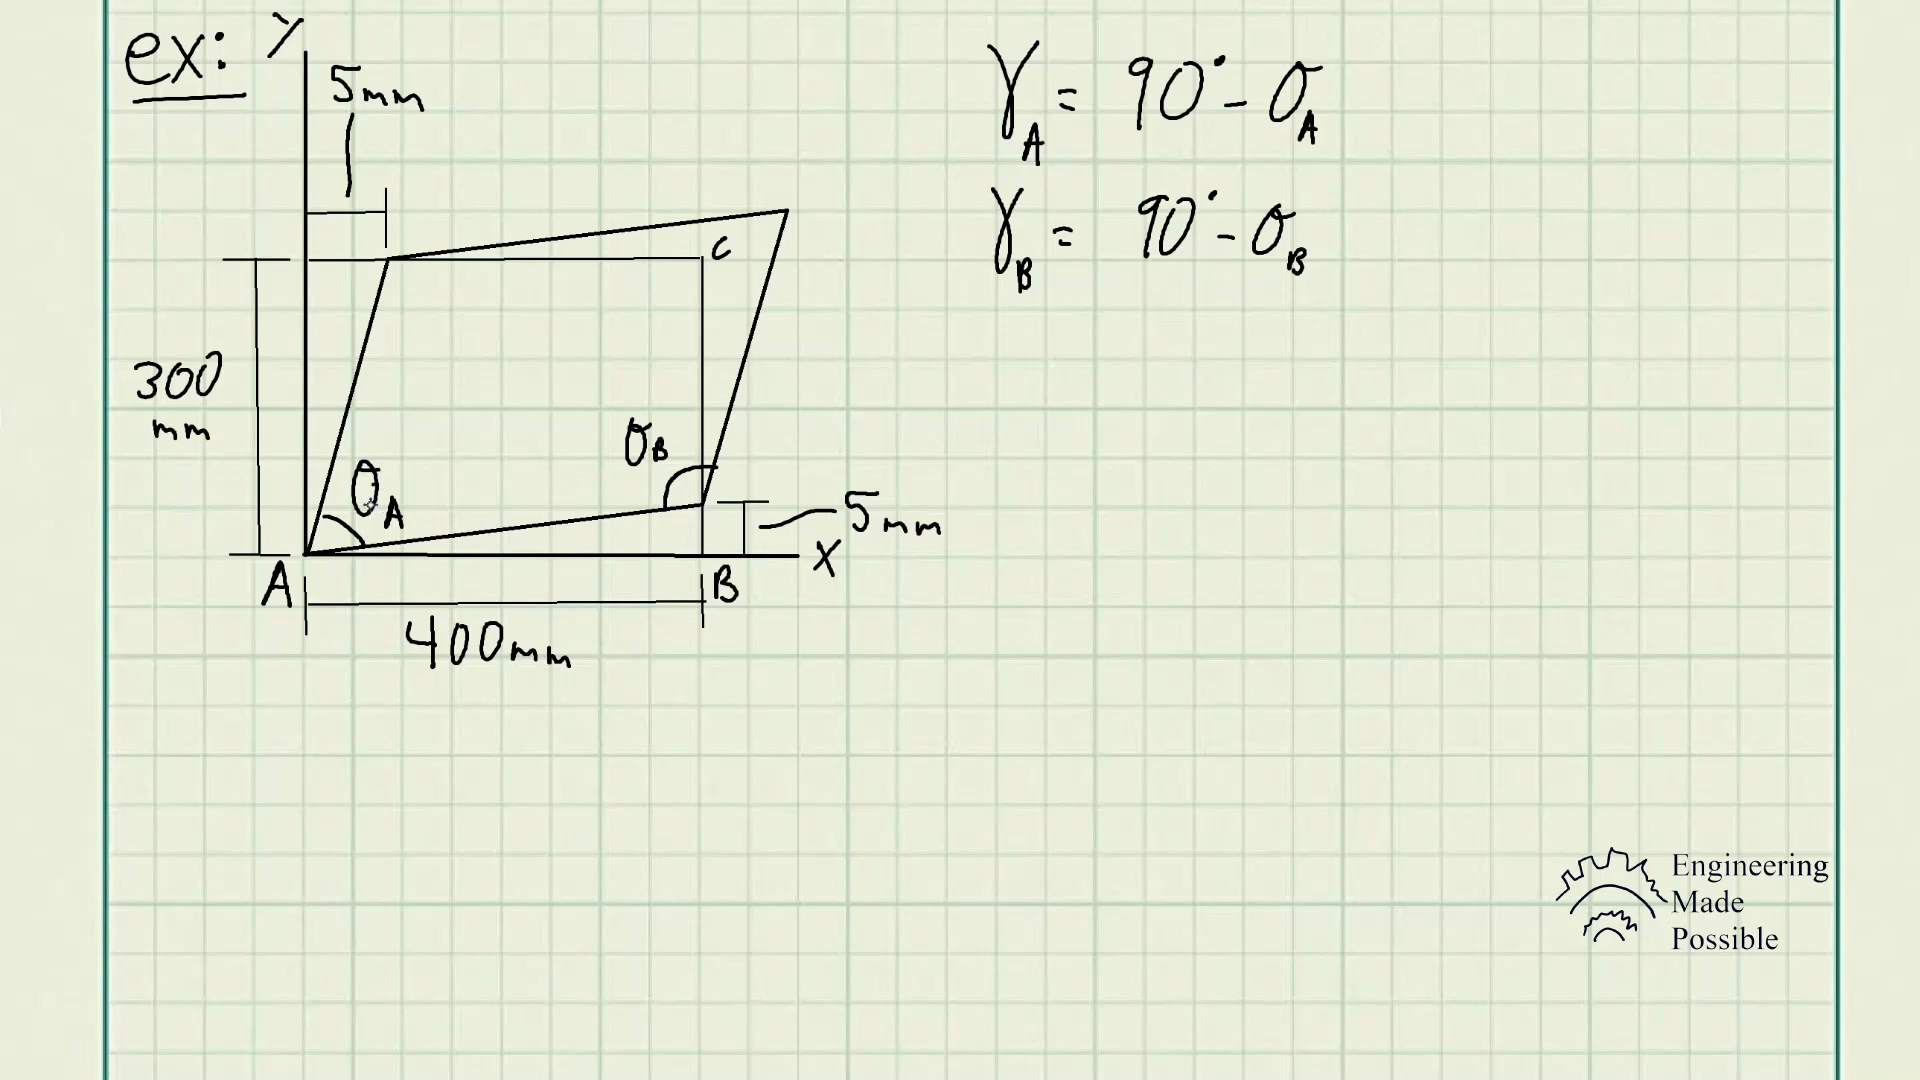 ex:
y
5mm
C
300
mm
θB
θA
5mm
A
B
x
400mm
γA = 90° - θA
γB = 90° - θB
Engineering
Made
Possible